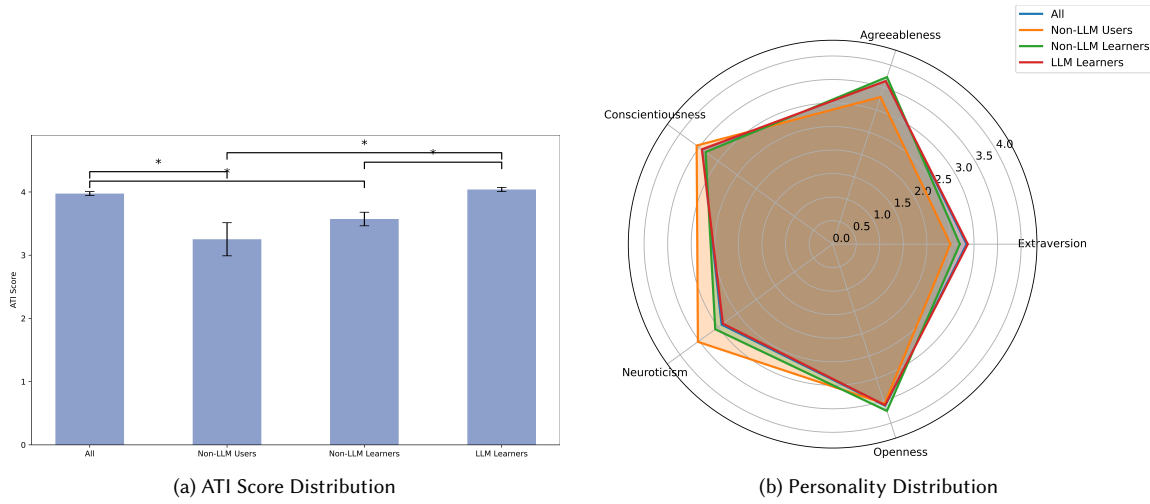 ATI Score
4
3
2
1
0
*
*
*
*
All
Non-LLM Users
Non-LLM Learners
LLM Learners
(a) ATI Score Distribution
All
Non-LLM Users
Non-LLM Learners
LLM Learners
Agreeableness
Conscientiousness
Extraversion
Neuroticism
Openness
0.0
0.5
1.0
1.5
2.0
2.5
3.0
3.5
4.0
(b) Personality Distribution